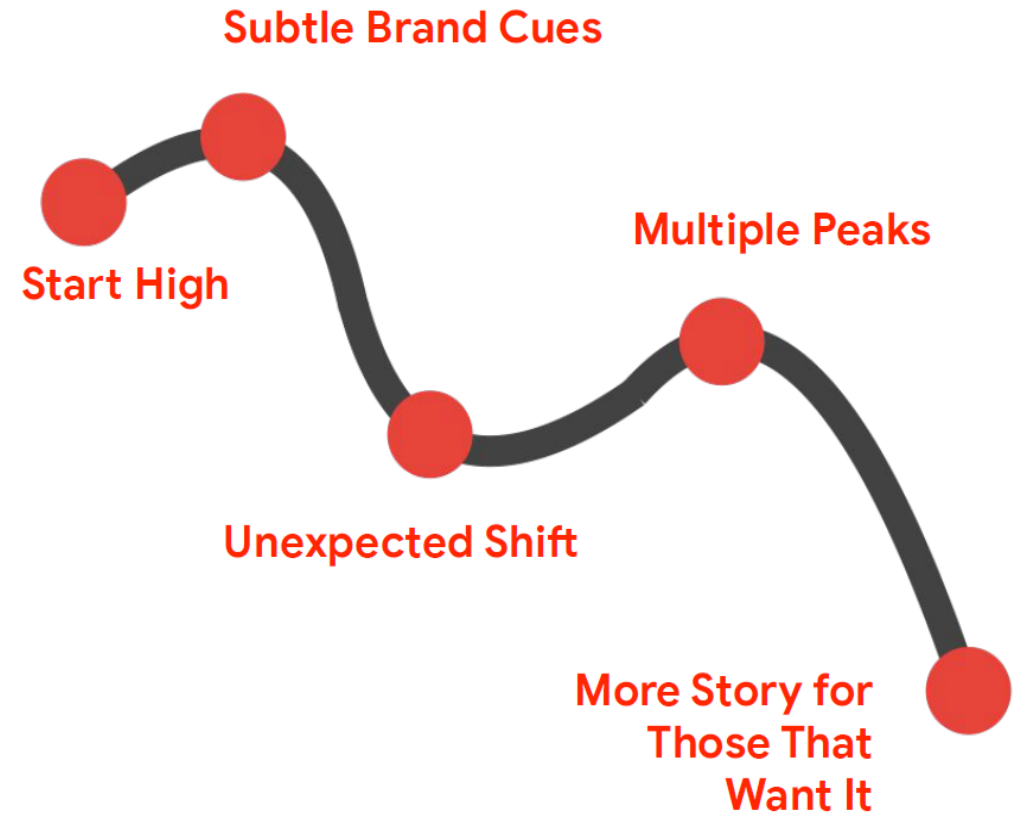 Subtle Brand Cues
Start High
Multiple Peaks
Unexpected Shift
More Story for
Those That
Want It